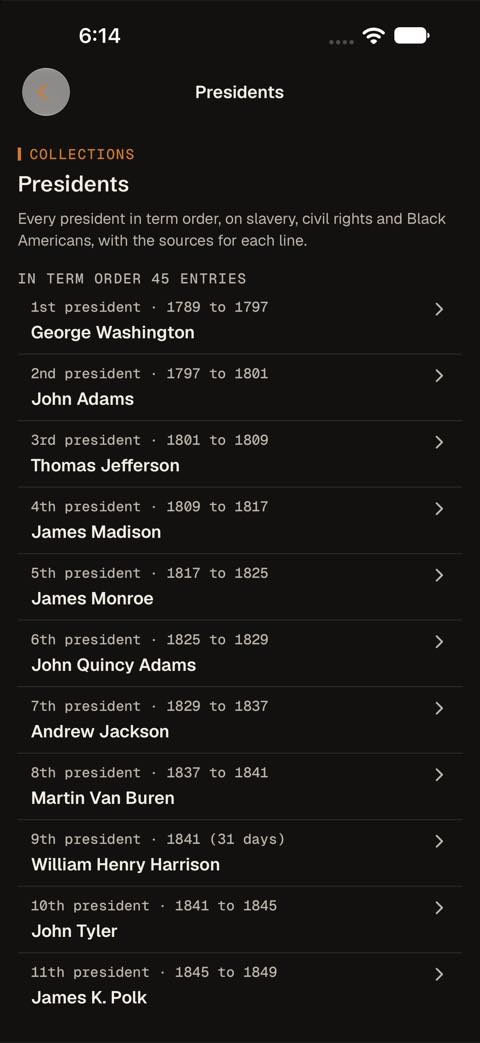 6:14
Presidents
COLLECTIONS
Presidents
Every president in term order, on slavery, civil rights and Black
Americans, with the sources for each line.
IN TERM ORDER 45 ENTRIES
1st president · 1789 to 1797
George Washington
2nd president · 1797 to 1801
John Adams
3rd president · 1801 to 1809
Thomas Jefferson
4th president · 1809 to 1817
James Madison
5th president · 1817 to 1825
James Monroe
6th president · 1825 to 1829
John Quincy Adams
7th president · 1829 to 1837
Andrew Jackson
8th president · 1837 to 1841
Martin Van Buren
9th president · 1841 (31 days)
William Henry Harrison
10th president · 1841 to 1845
John Tyler
11th president · 1845 to 1849
James K. Polk